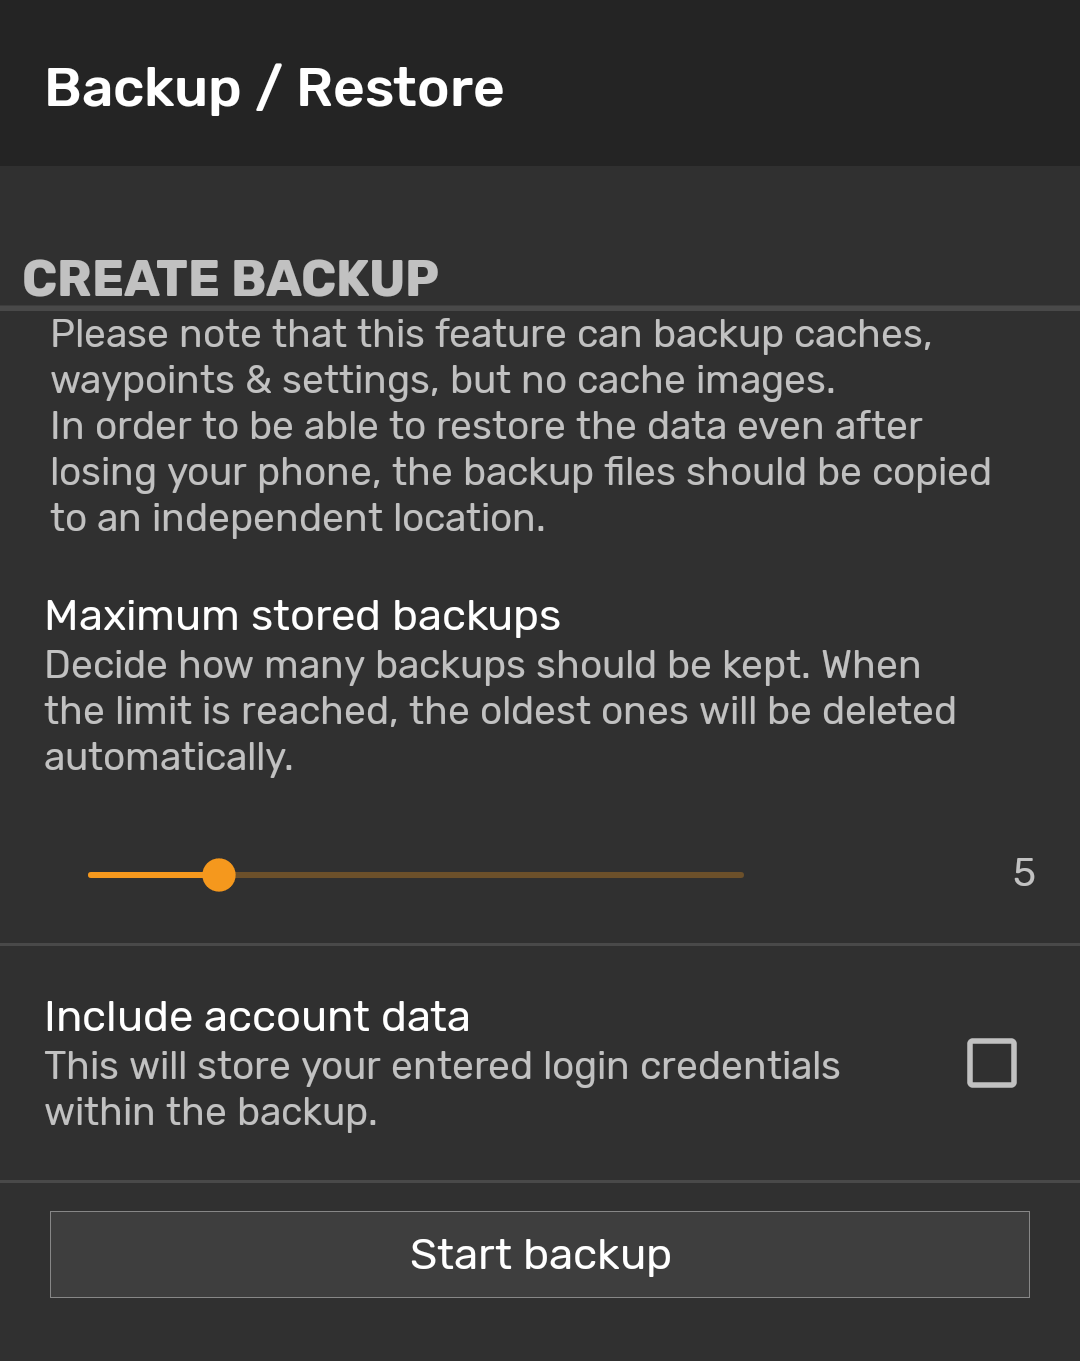 Backup / Restore
CREATE BACKUP
Please note that this feature can backup caches,
waypoints & settings, but no cache images.
In order to be able to restore the data even after
losing your phone, the backup files should be copied
to an independent location.
Maximum stored backups
Decide how many backups should be kept. When
the limit is reached, the oldest ones will be deleted
automatically.
5
Include account data
This will store your entered login credentials
within the backup.
Start backup